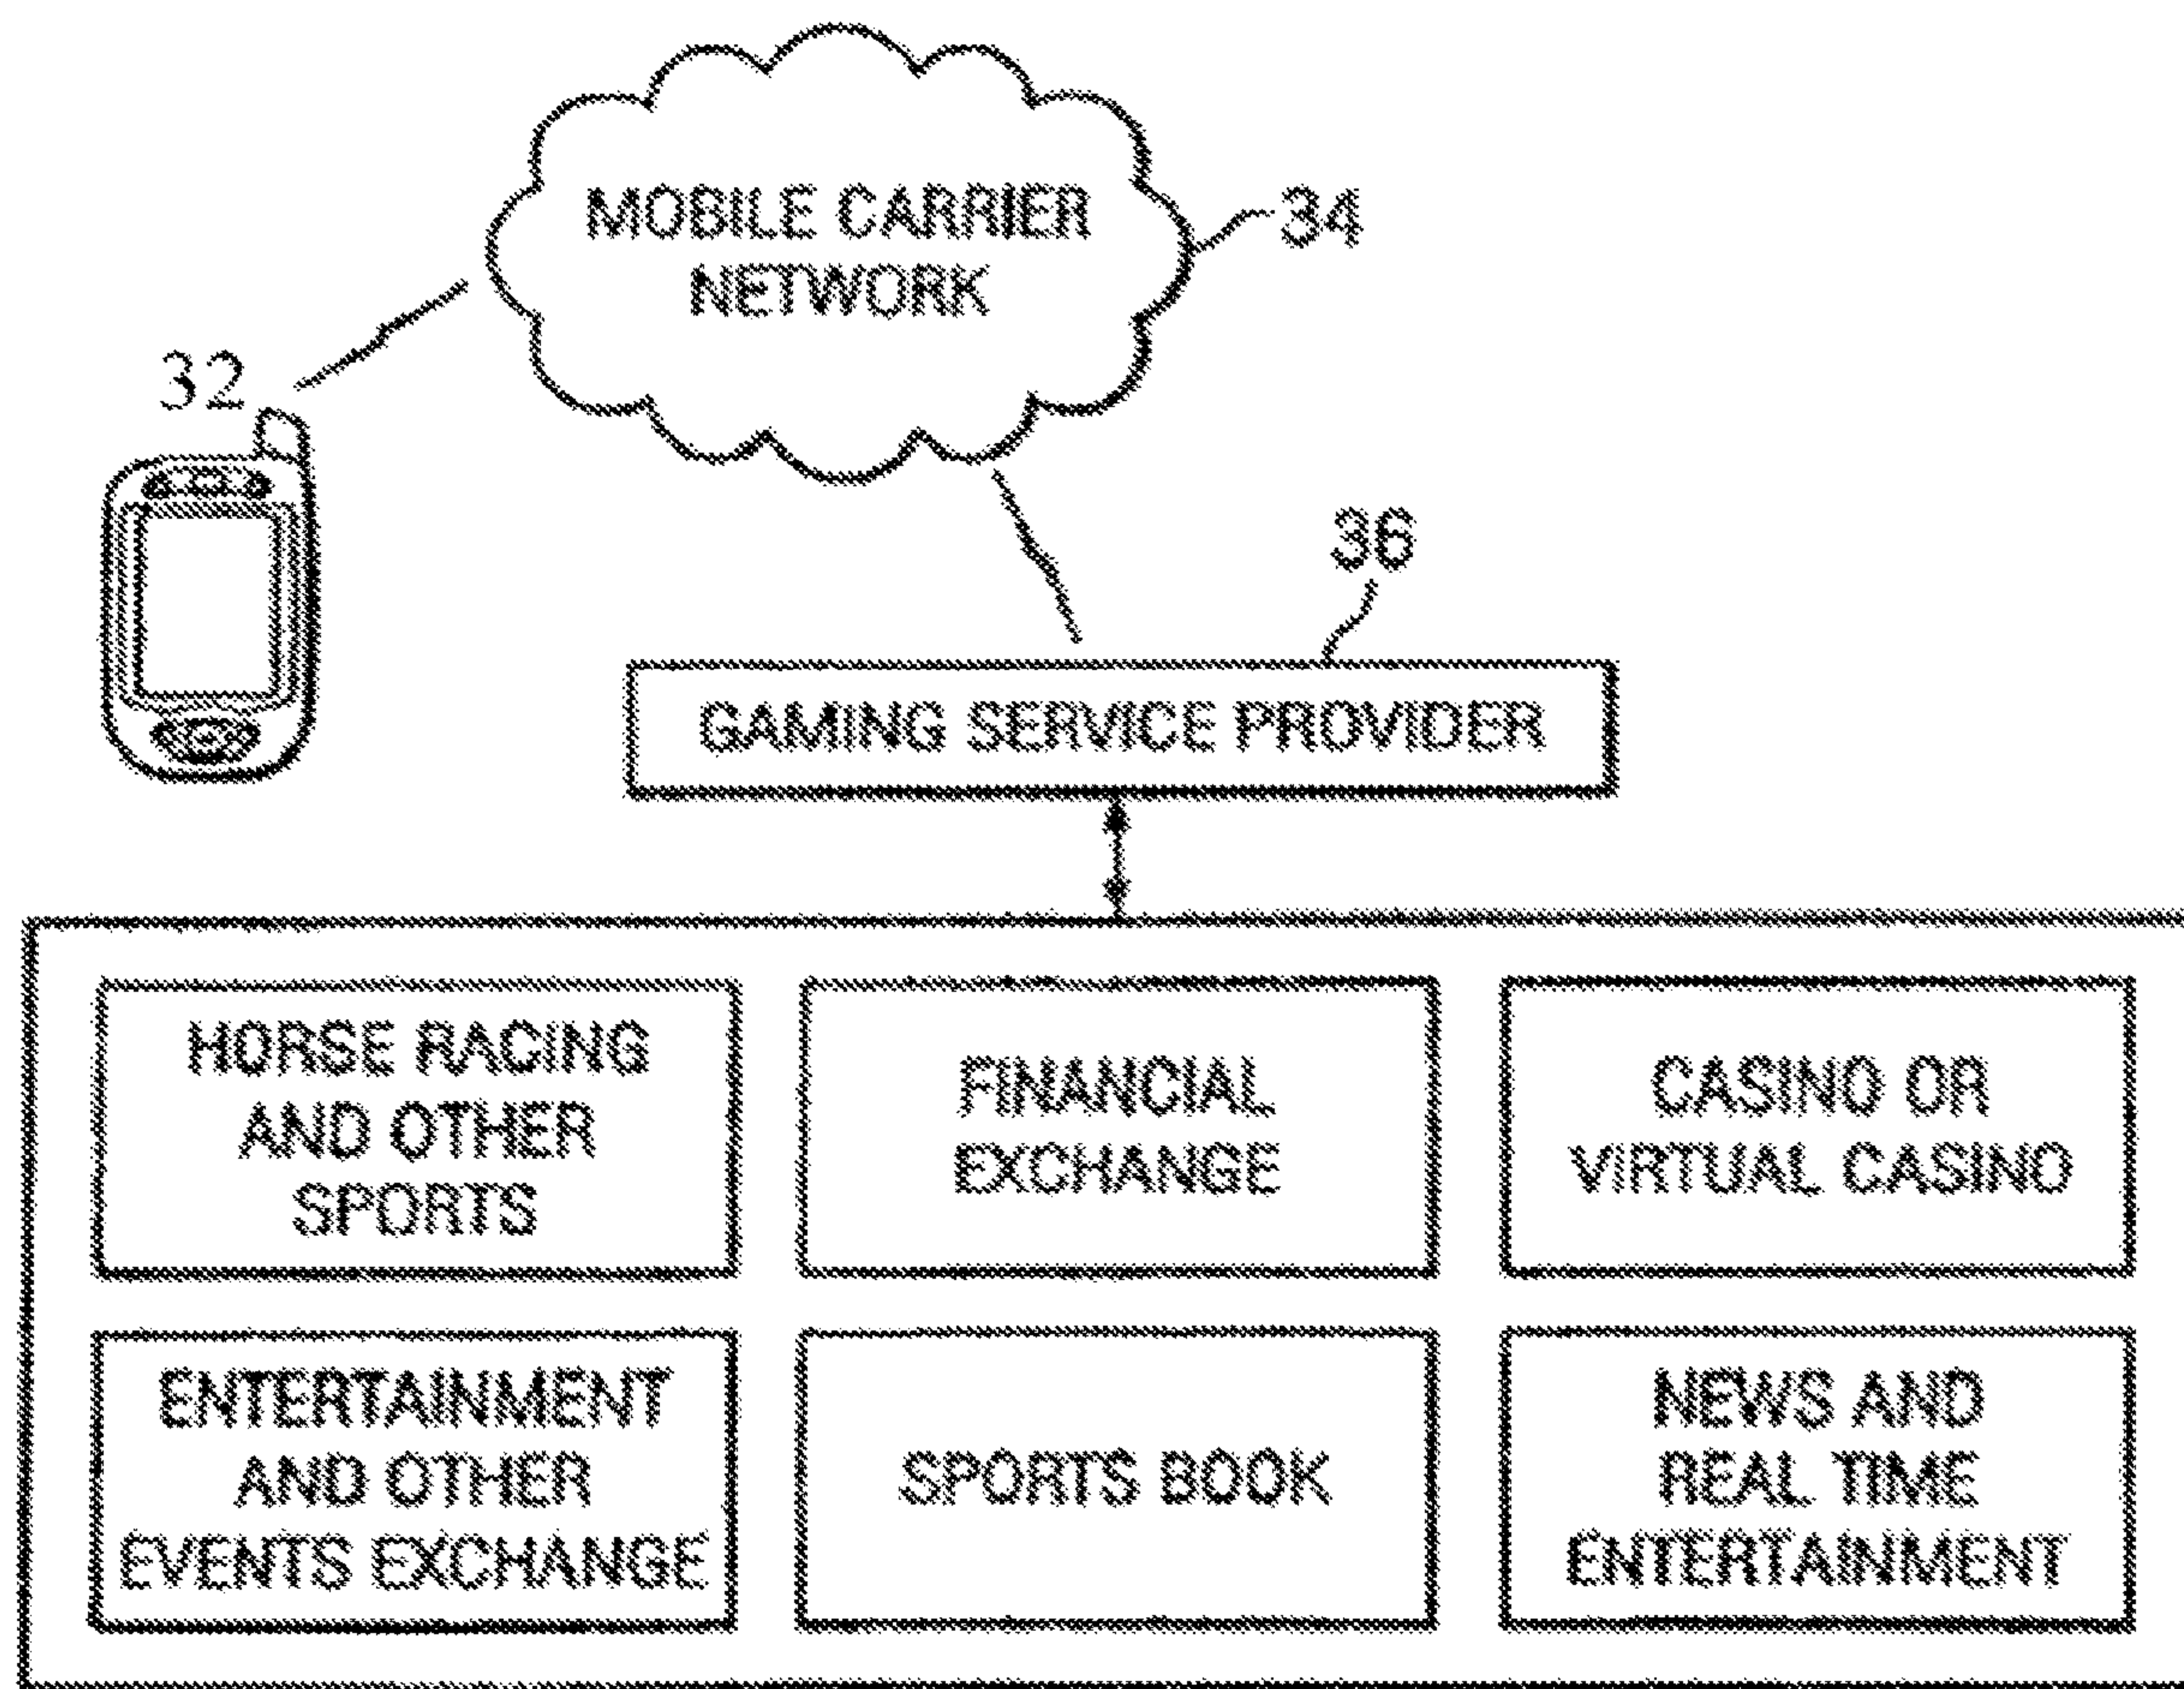 MOBILE CARRIER
NETWORK
34
32
36
GAMING SERVICE PROVIDER
HORSE RACING
AND OTHER
SPORTS
FINANCIAL
EXCHANGE
CASINO OR
VIRTUAL CASINO
ENTERTAINMENT
AND OTHER
EVENTS EXCHANGE
SPORTS BOOK
NEWS AND
REAL TIME
ENTERTAINMENT